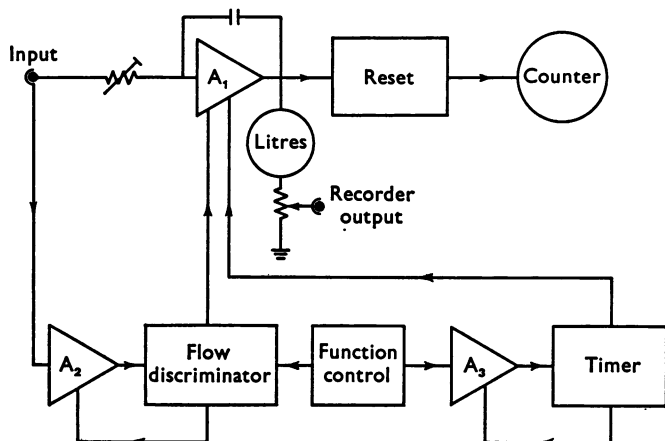 Input
A₁
Reset
Counter
Litres
Recorder
output
A₂
Flow
discriminator
Function
control
A₃
Timer